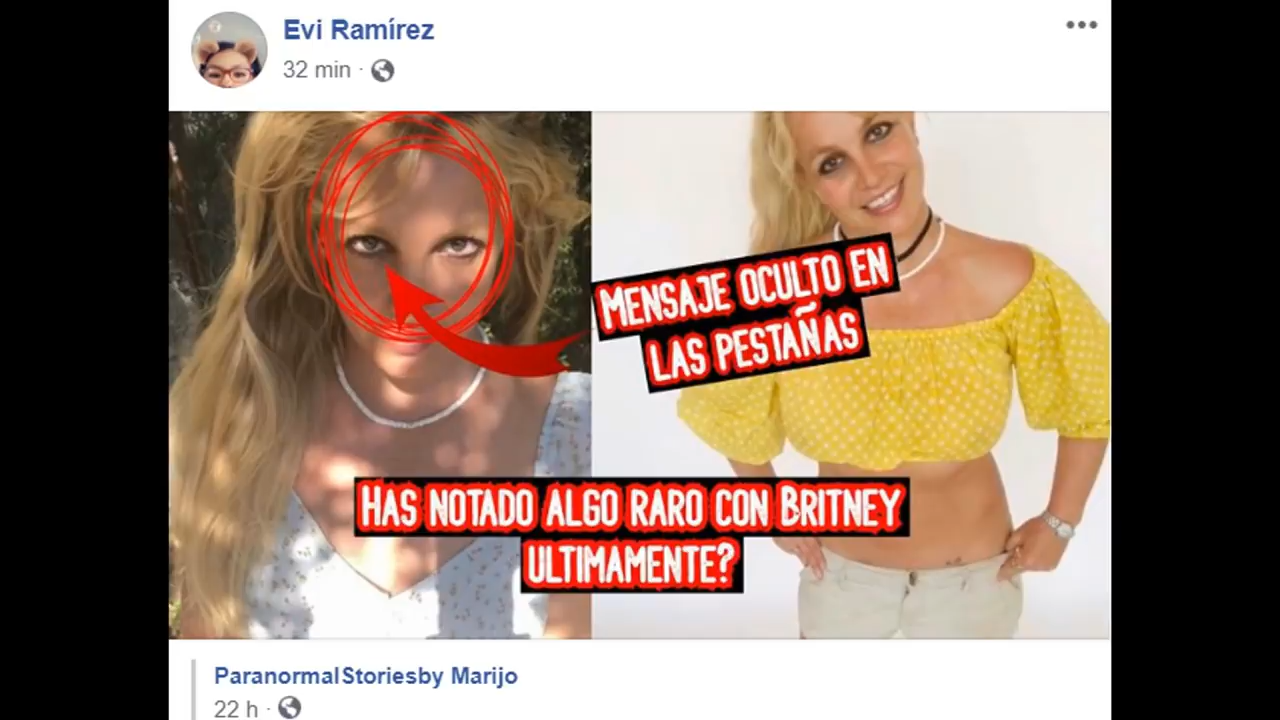 Evi Ramírez
32 min ·
MENSAJE OCULTO EN
LAS PESTAÑAS
HAS NOTADO ALGO RARO CON BRITNEY
ULTIMAMENTE?
ParanormalStoriesby Marijo
22 h ·